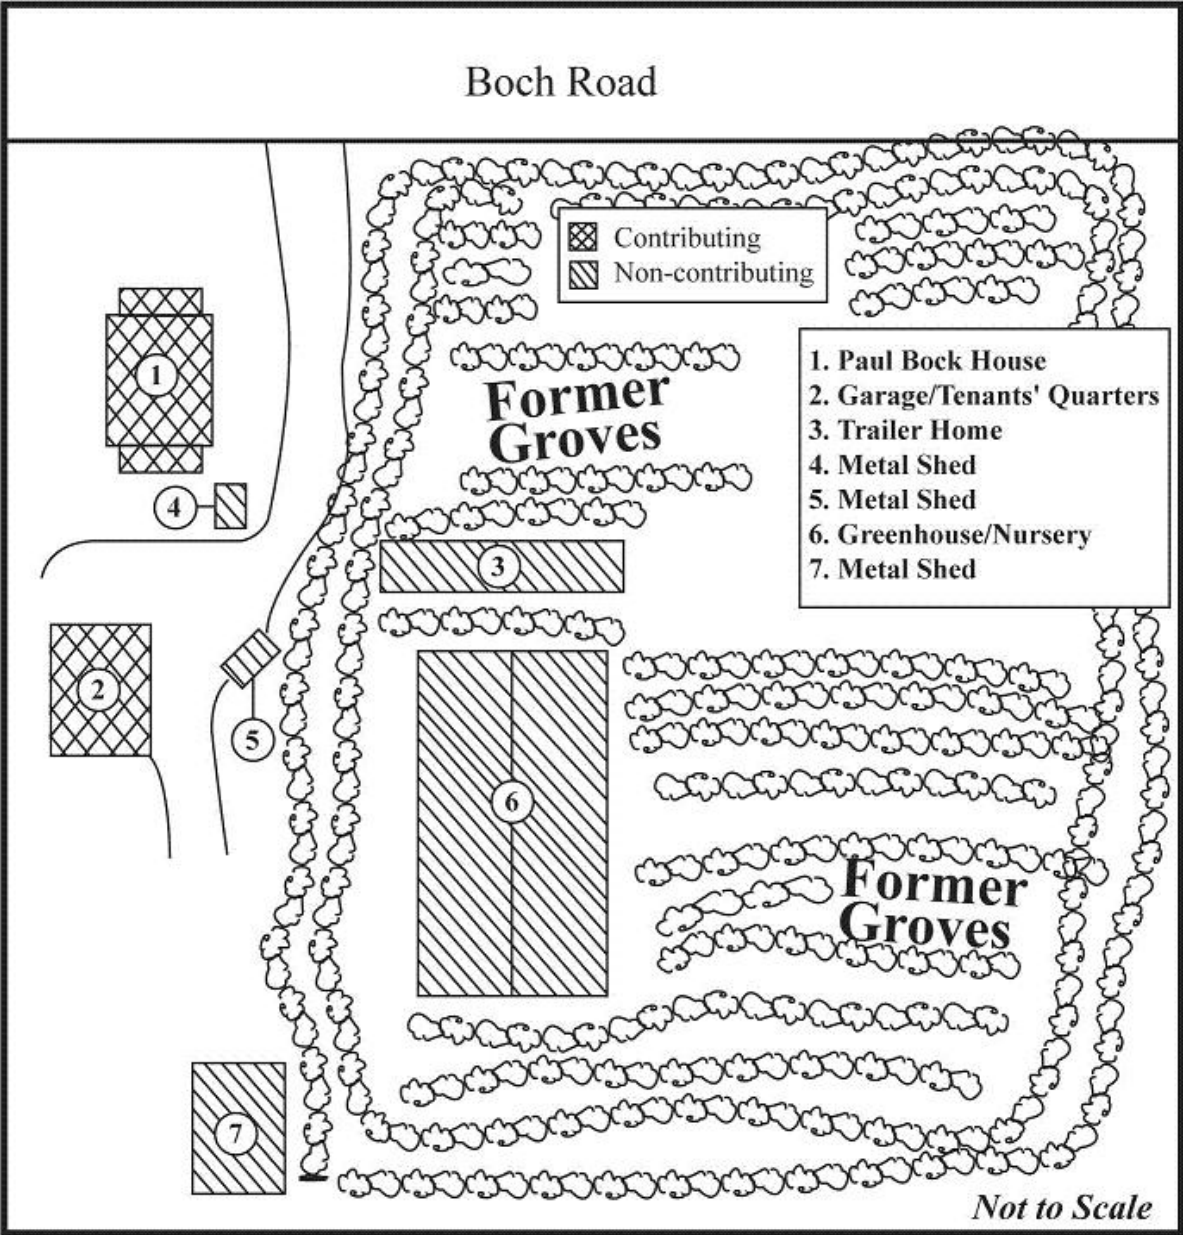 Boch Road
Contributing
Non-contributing
1. Paul Bock House
2. Garage/Tenants' Quarters
3. Trailer Home
4. Metal Shed
5. Metal Shed
6. Greenhouse/Nursery
7. Metal Shed
1
Former
Groves
4
3
2
5
6
Former
Groves
7
Not to Scale